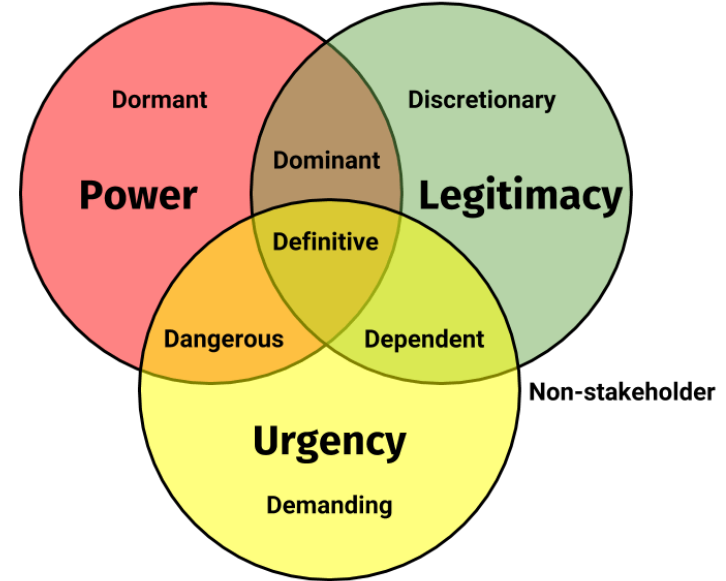 Dormant
Discretionary
Dominant
Power
Legitimacy
Definitive
Dangerous
Dependent
Non-stakeholder
Urgency
Demanding